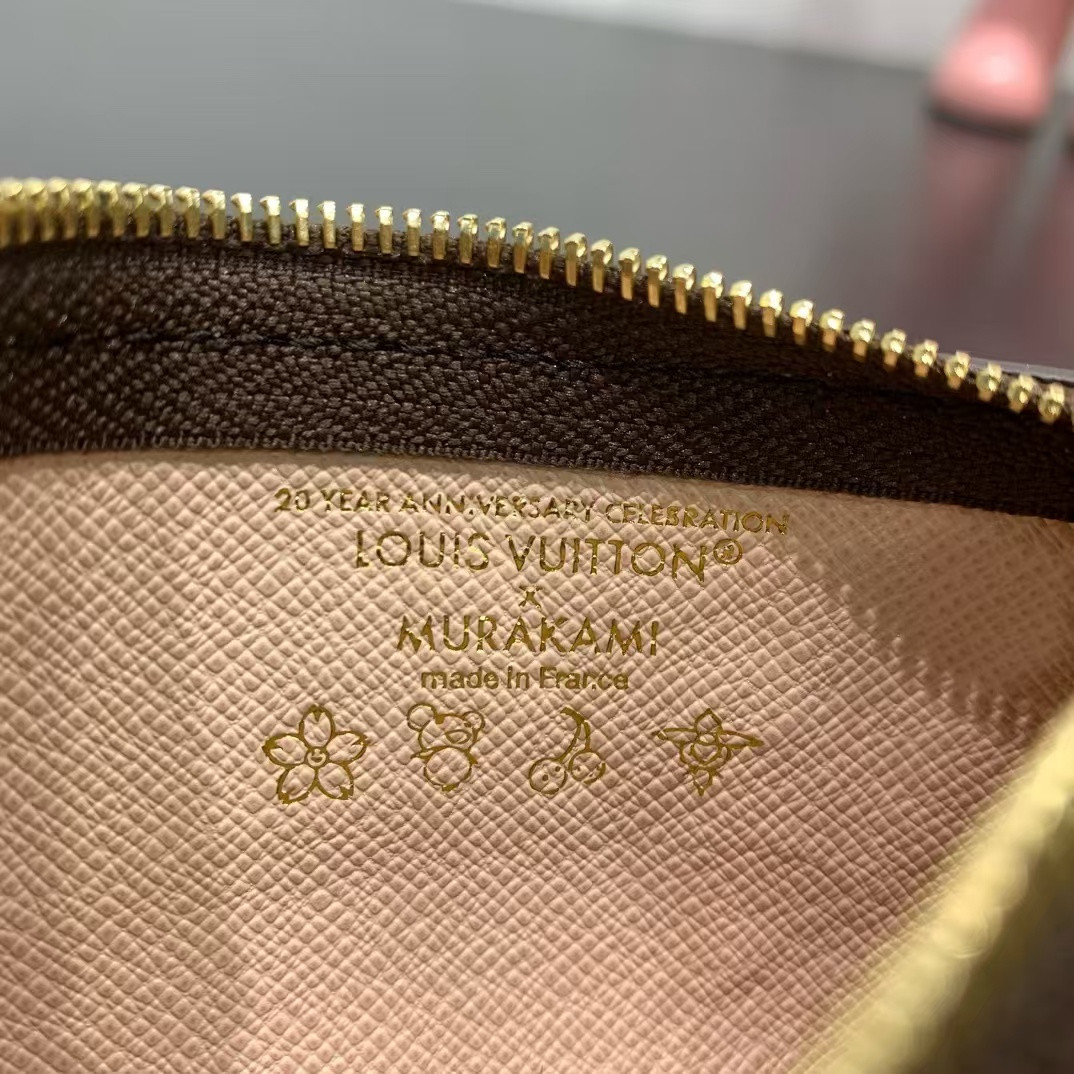 20 YEAR ANNIVERSARY CELEBRATION
LOUIS VUITTON®
x
MURAKAMI
made in France